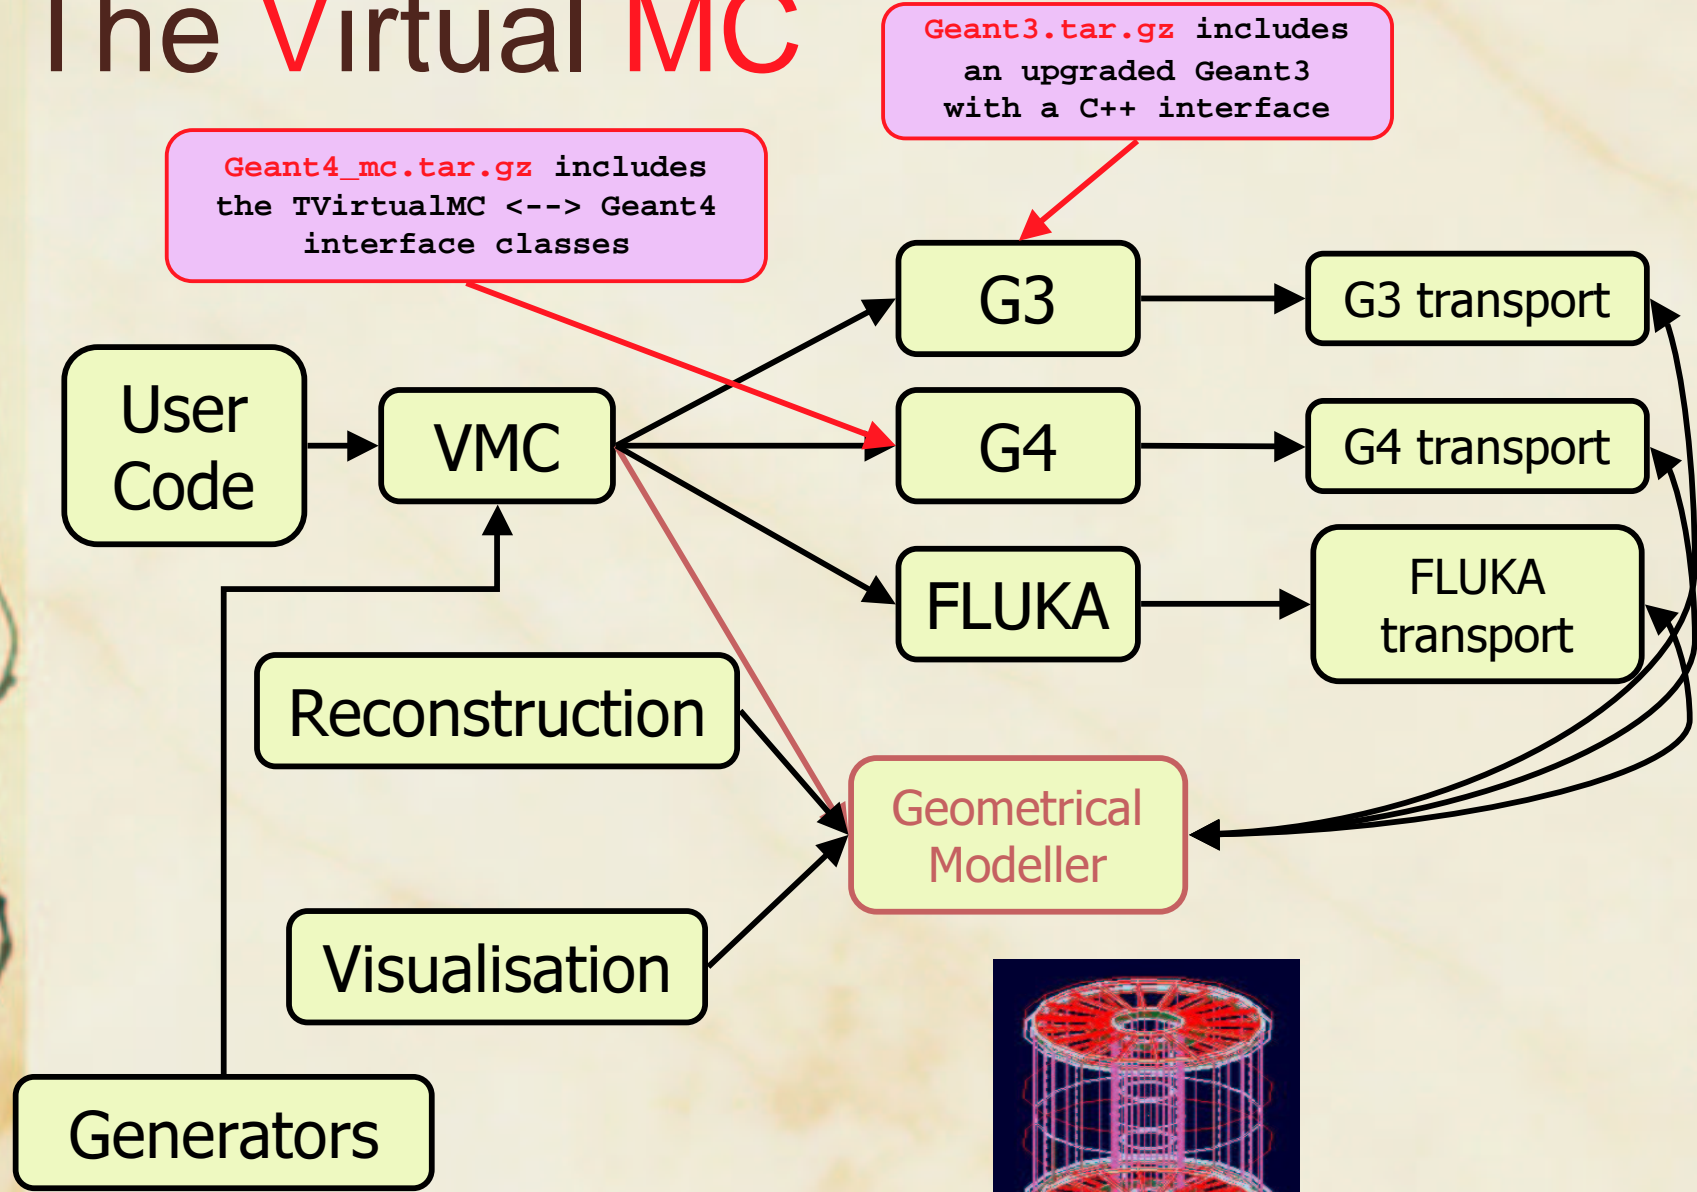 The Virtual MC
Geant3.tar.gz includes
an upgraded Geant3
with a C++ interface
Geant4_mc.tar.gz includes
the TVirtualMC <--> Geant4
interface classes
G3
G3 transport
User
Code
VMC
G4
G4 transport
FLUKA
FLUKA
transport
Reconstruction
Geometrical
Modeller
Visualisation
Generators